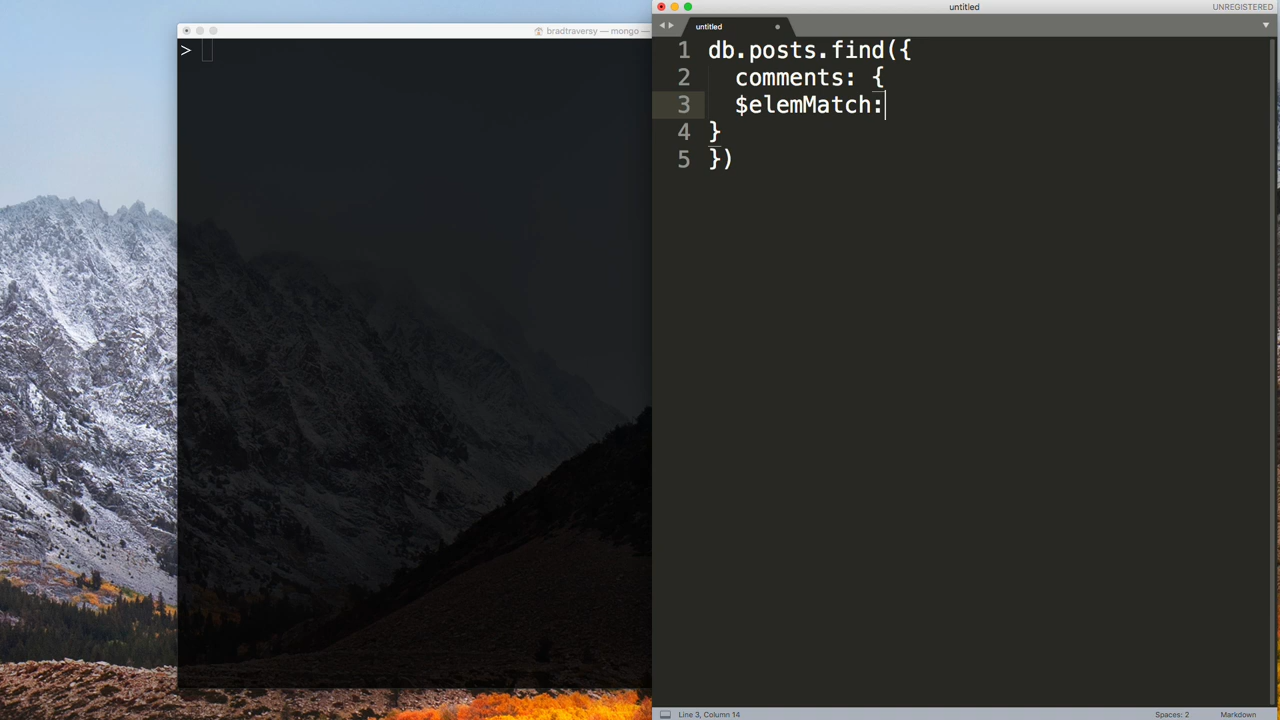 bradtraversy — mongo —
>
untitled
UNREGISTERED
untitled
1 db.posts.find({
2 comments: {
3 $elemMatch:
4 }
5 })
Line 3, Column 14
Spaces: 2
Markdown